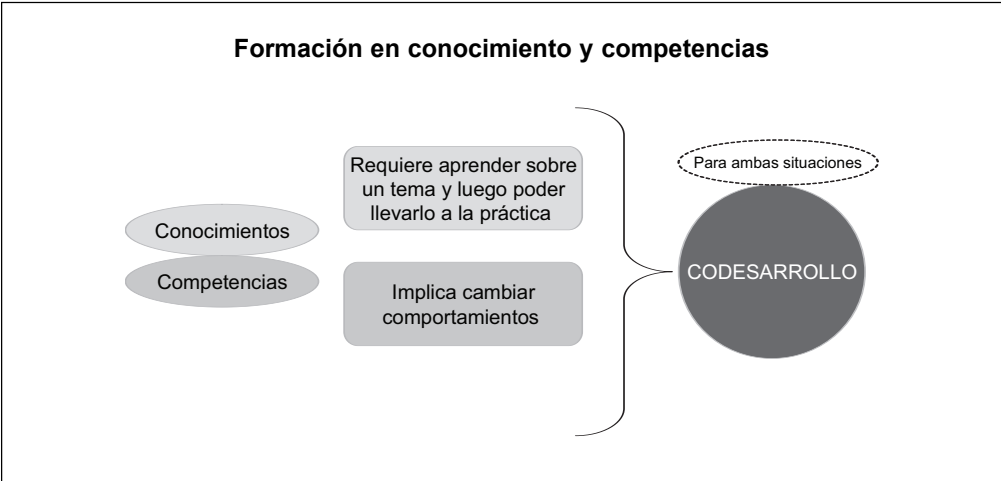 Formación en conocimiento y competencias
Requiere aprender sobre
un tema y luego poder
llevarlo a la práctica
Conocimientos
Competencias
Implica cambiar
comportamientos
Para ambas situaciones
CODESARROLLO